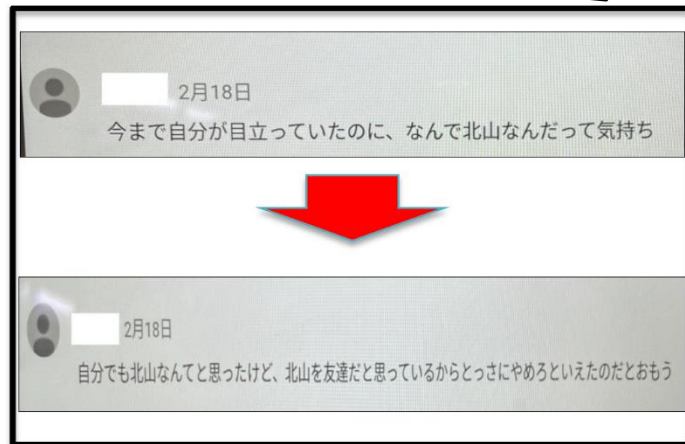 2月18日
今まで自分が目立っていたのに、なんで北山なんだって気持ち
2月18日
自分でも北山なんてと思ったけど、北山を友達だと思っているからとっさにやめろといえたのだとおもう